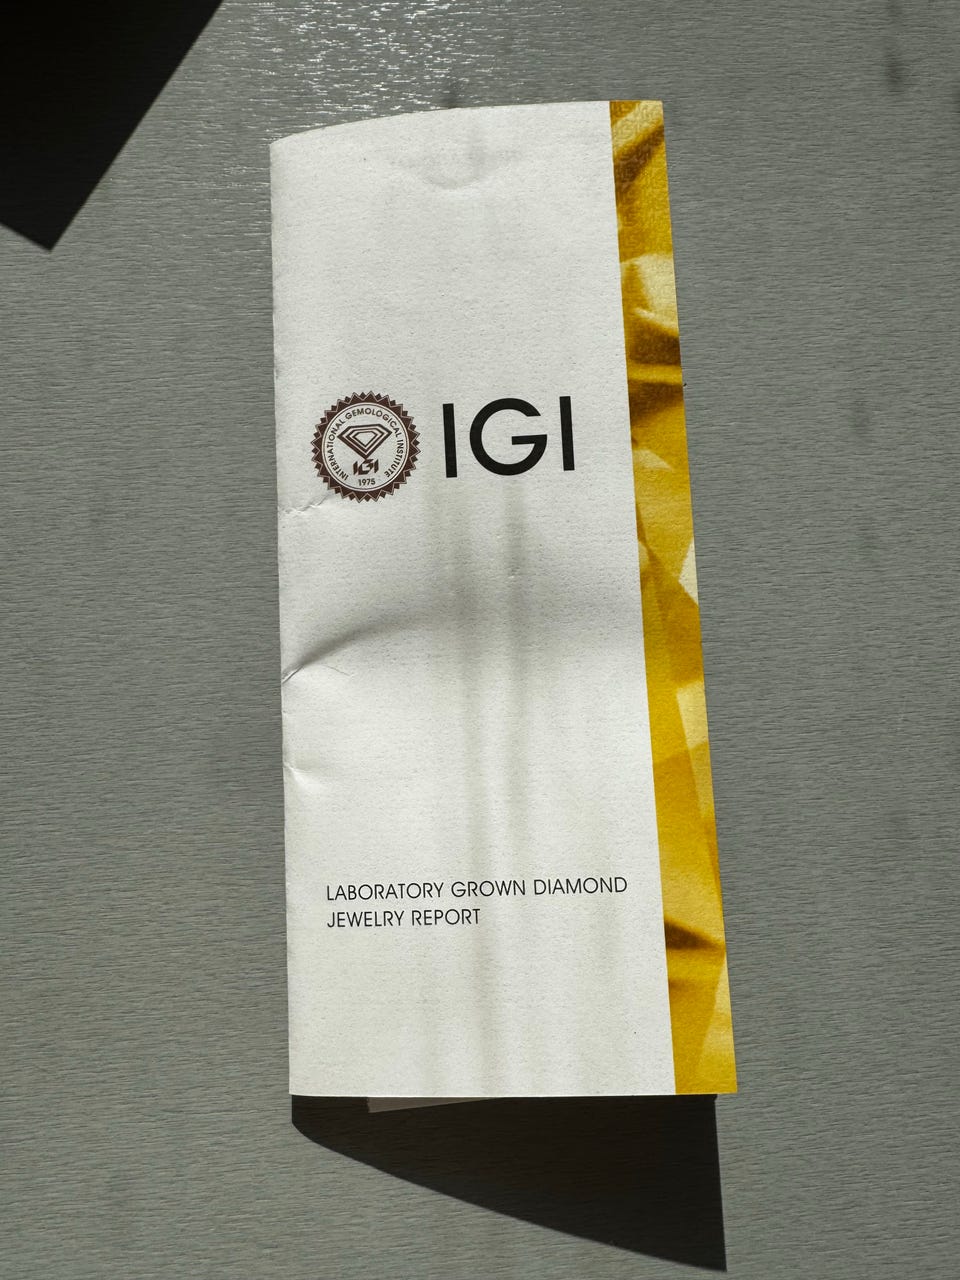 INTERNATIONAL GEMOLOGICAL INSTITUTE
IGI
1975
IGI
LABORATORY GROWN DIAMOND
JEWELRY REPORT